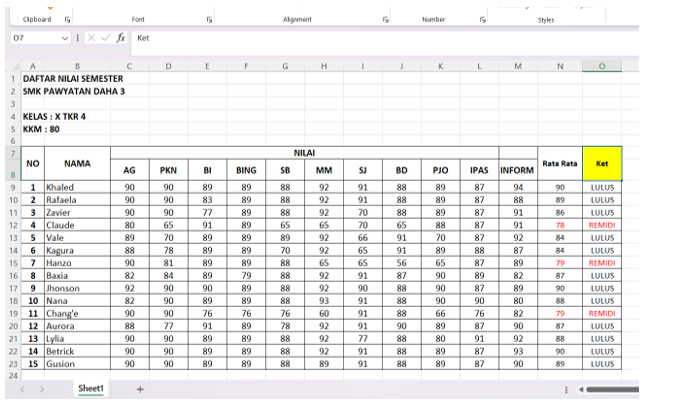 Clipboard Font Alignment Number Styles
O7 fx Ket
A B C D E F G H I J K L M N O
1 DAFTAR NILAI SEMESTER
2 SMK PAWYATAN DAHA 3
3
4 KELAS : X TKR 4
5 KKM : 80
6
7 NO NAMA NILAI Rata Rata Ket
8 AG PKN BI BING SB MM SJ BD PJO IPAS INFORM
9 1 Khaled 90 90 89 89 88 92 91 88 89 87 94 90 LULUS
10 2 Rafaela 90 90 83 89 88 92 91 88 89 87 88 89 LULUS
11 3 Zavier 90 90 77 89 88 92 70 88 89 87 91 86 LULUS
12 4 Claude 80 65 91 89 65 65 70 65 88 87 91 78 REMIDI
13 5 Vale 89 70 89 89 89 92 66 91 70 87 92 84 LULUS
14 6 Kagura 88 78 89 89 70 92 65 91 89 88 87 84 LULUS
15 7 Hanzo 90 81 89 89 88 65 65 56 65 87 89 79 REMIDI
16 8 Baxia 82 84 89 79 88 92 91 87 90 89 82 87 LULUS
17 9 Jhonson 92 90 90 89 88 92 90 88 90 87 89 90 LULUS
18 10 Nana 82 90 89 89 88 93 91 88 90 90 80 88 LULUS
19 11 Chang'e 90 90 76 76 76 60 91 88 66 76 82 79 REMIDI
20 12 Aurora 88 77 91 89 78 92 91 90 89 87 90 87 LULUS
21 13 Lylia 90 90 89 89 88 92 77 88 80 91 92 88 LULUS
22 14 Betrick 90 90 89 89 88 92 91 88 89 87 93 90 LULUS
23 15 Gusion 90 90 89 89 88 89 91 88 89 87 90 89 LULUS
24
Sheet1 +